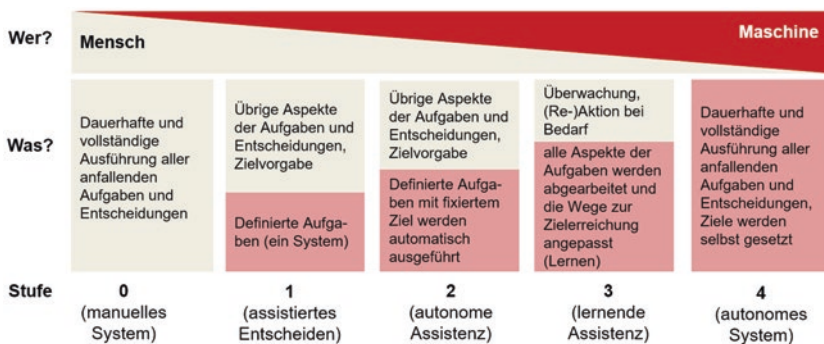 Wer?
Mensch
Maschine
Was?
Dauerhafte und
vollständige
Ausführung aller
anfallenden
Aufgaben und
Entscheidungen
Übrige Aspekte
der Aufgaben und
Entscheidungen,
Zielvorgabe
Definierte Aufga-
ben (ein System)
Übrige Aspekte
der Aufgaben und
Entscheidungen,
Zielvorgabe
Definierte Aufga-
ben mit fixiertem
Ziel werden
automatisch
ausgeführt
Überwachung,
(Re-)Aktion bei
Bedarf
alle Aspekte der
Aufgaben werden
abgearbeitet und
die Wege zur
Zielerreichung
angepasst
(Lernen)
Dauerhafte und
vollständige
Ausführung aller
anfallenden
Aufgaben und
Entscheidungen,
Ziele werden
selbst gesetzt
Stufe
0
(manuelles
System)
1
(assistiertes
Entscheiden)
2
(autonome
Assistenz)
3
(lernende
Assistenz)
4
(autonomes
System)